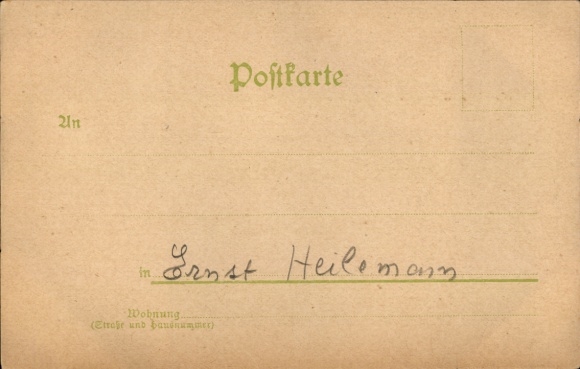 Postkarte
An
in Ernst Heilemann
Wohnung
(Straße und Hausnummer)